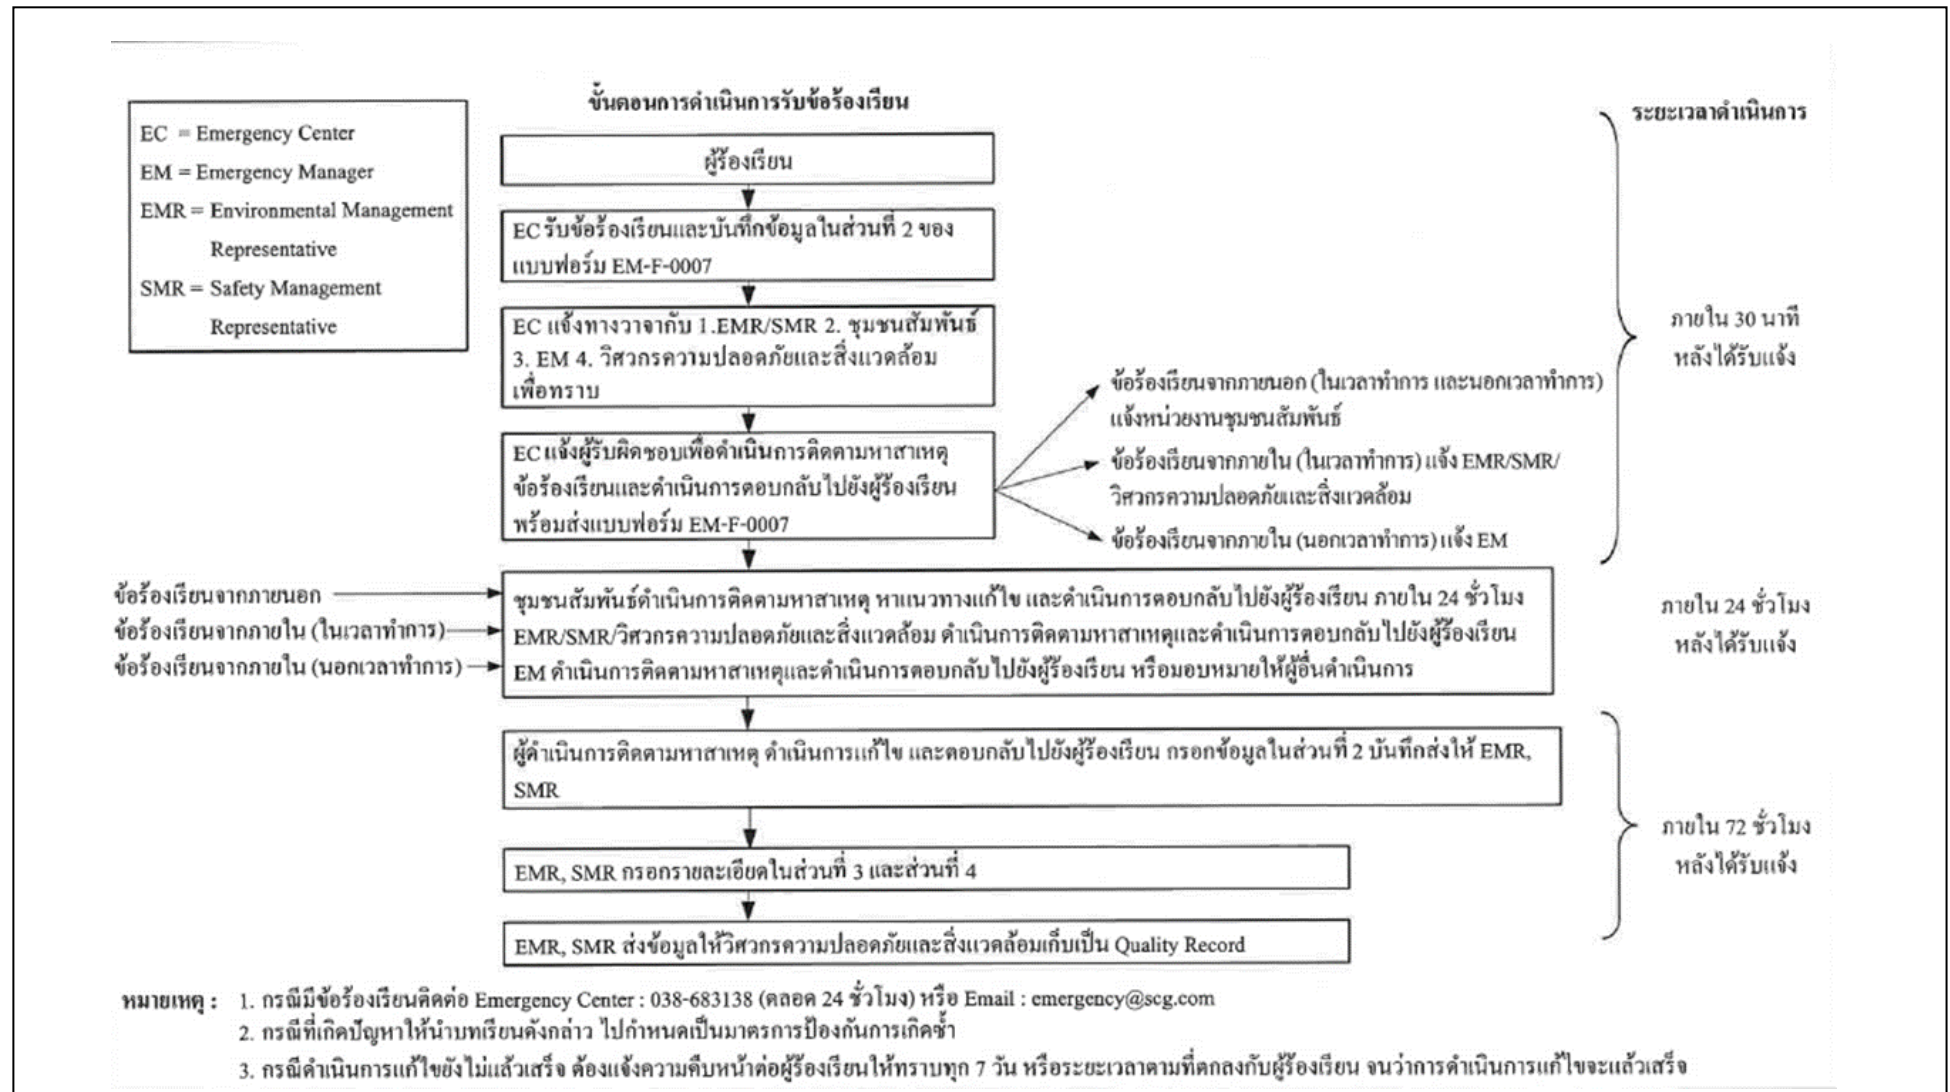 ขั้นตอนการดำเนินการรับข้อร้องเรียน
ระยะเวลาดำเนินการ
EC = Emergency Center
EM = Emergency Manager
EMR = Environmental Management
Representative
SMR = Safety Management
Representative
ผู้ร้องเรียน
EC รับข้อร้องเรียนและบันทึกข้อมูลในส่วนที่ 2 ของ
แบบฟอร์ม EM-F-0007
EC แจ้งทางวาจากับ 1.EMR/SMR 2. ชุมชนสัมพันธ์
3. EM 4. วิศวกรความปลอดภัยและสิ่งแวดล้อม
เพื่อทราบ
EC แจ้งผู้รับผิดชอบเพื่อดำเนินการติดตามหาสาเหตุ
ข้อร้องเรียนและดำเนินการตอบกลับไปยังผู้ร้องเรียน
พร้อมส่งแบบฟอร์ม EM-F-0007
ข้อร้องเรียนจากภายนอก (ในเวลาทำการ และนอกเวลาทำการ)
แจ้งหน่วยงานชุมชนสัมพันธ์
ข้อร้องเรียนจากภายใน (ในเวลาทำการ) แจ้ง EMR/SMR/
วิศวกรความปลอดภัยและสิ่งแวดล้อม
ข้อร้องเรียนจากภายใน (นอกเวลาทำการ) แจ้ง EM
ภายใน 30 นาที
หลังได้รับแจ้ง
ข้อร้องเรียนจากภายนอก
ข้อร้องเรียนจากภายใน (ในเวลาทำการ)
ข้อร้องเรียนจากภายใน (นอกเวลาทำการ)
ชุมชนสัมพันธ์ดำเนินการติดตามหาสาเหตุ หาแนวทางแก้ไข และดำเนินการตอบกลับไปยังผู้ร้องเรียน ภายใน 24 ชั่วโมง
EMR/SMR/วิศวกรความปลอดภัยและสิ่งแวดล้อม ดำเนินการติดตามหาสาเหตุและดำเนินการตอบกลับไปยังผู้ร้องเรียน
EM ดำเนินการติดตามหาสาเหตุและดำเนินการตอบกลับไปยังผู้ร้องเรียน หรือมอบหมายให้ผู้อื่นดำเนินการ
ภายใน 24 ชั่วโมง
หลังได้รับแจ้ง
ผู้ดำเนินการติดตามหาสาเหตุ ดำเนินการแก้ไข และตอบกลับไปยังผู้ร้องเรียน กรอกข้อมูลในส่วนที่ 2 บันทึกส่งให้ EMR,
SMR
EMR, SMR กรอกรายละเอียดในส่วนที่ 3 และส่วนที่ 4
EMR, SMR ส่งข้อมูลให้วิศวกรความปลอดภัยและสิ่งแวดล้อมเก็บเป็น Quality Record
ภายใน 72 ชั่วโมง
หลังได้รับแจ้ง
หมายเหตุ : 1. กรณีมีข้อร้องเรียนติดต่อ Emergency Center : 038-683138 (ตลอด 24 ชั่วโมง) หรือ Email : emergency@scg.com
2. กรณีที่เกิดปัญหาให้นำบทเรียนดังกล่าว ไปกำหนดเป็นมาตรการป้องกันการเกิดซ้ำ
3. กรณีดำเนินการแก้ไขยังไม่แล้วเสร็จ ต้องแจ้งความคืบหน้าต่อผู้ร้องเรียนให้ทราบทุก 7 วัน หรือระยะเวลาตามที่ตกลงกับผู้ร้องเรียน จนว่าการดำเนินการแก้ไขจะแล้วเสร็จ